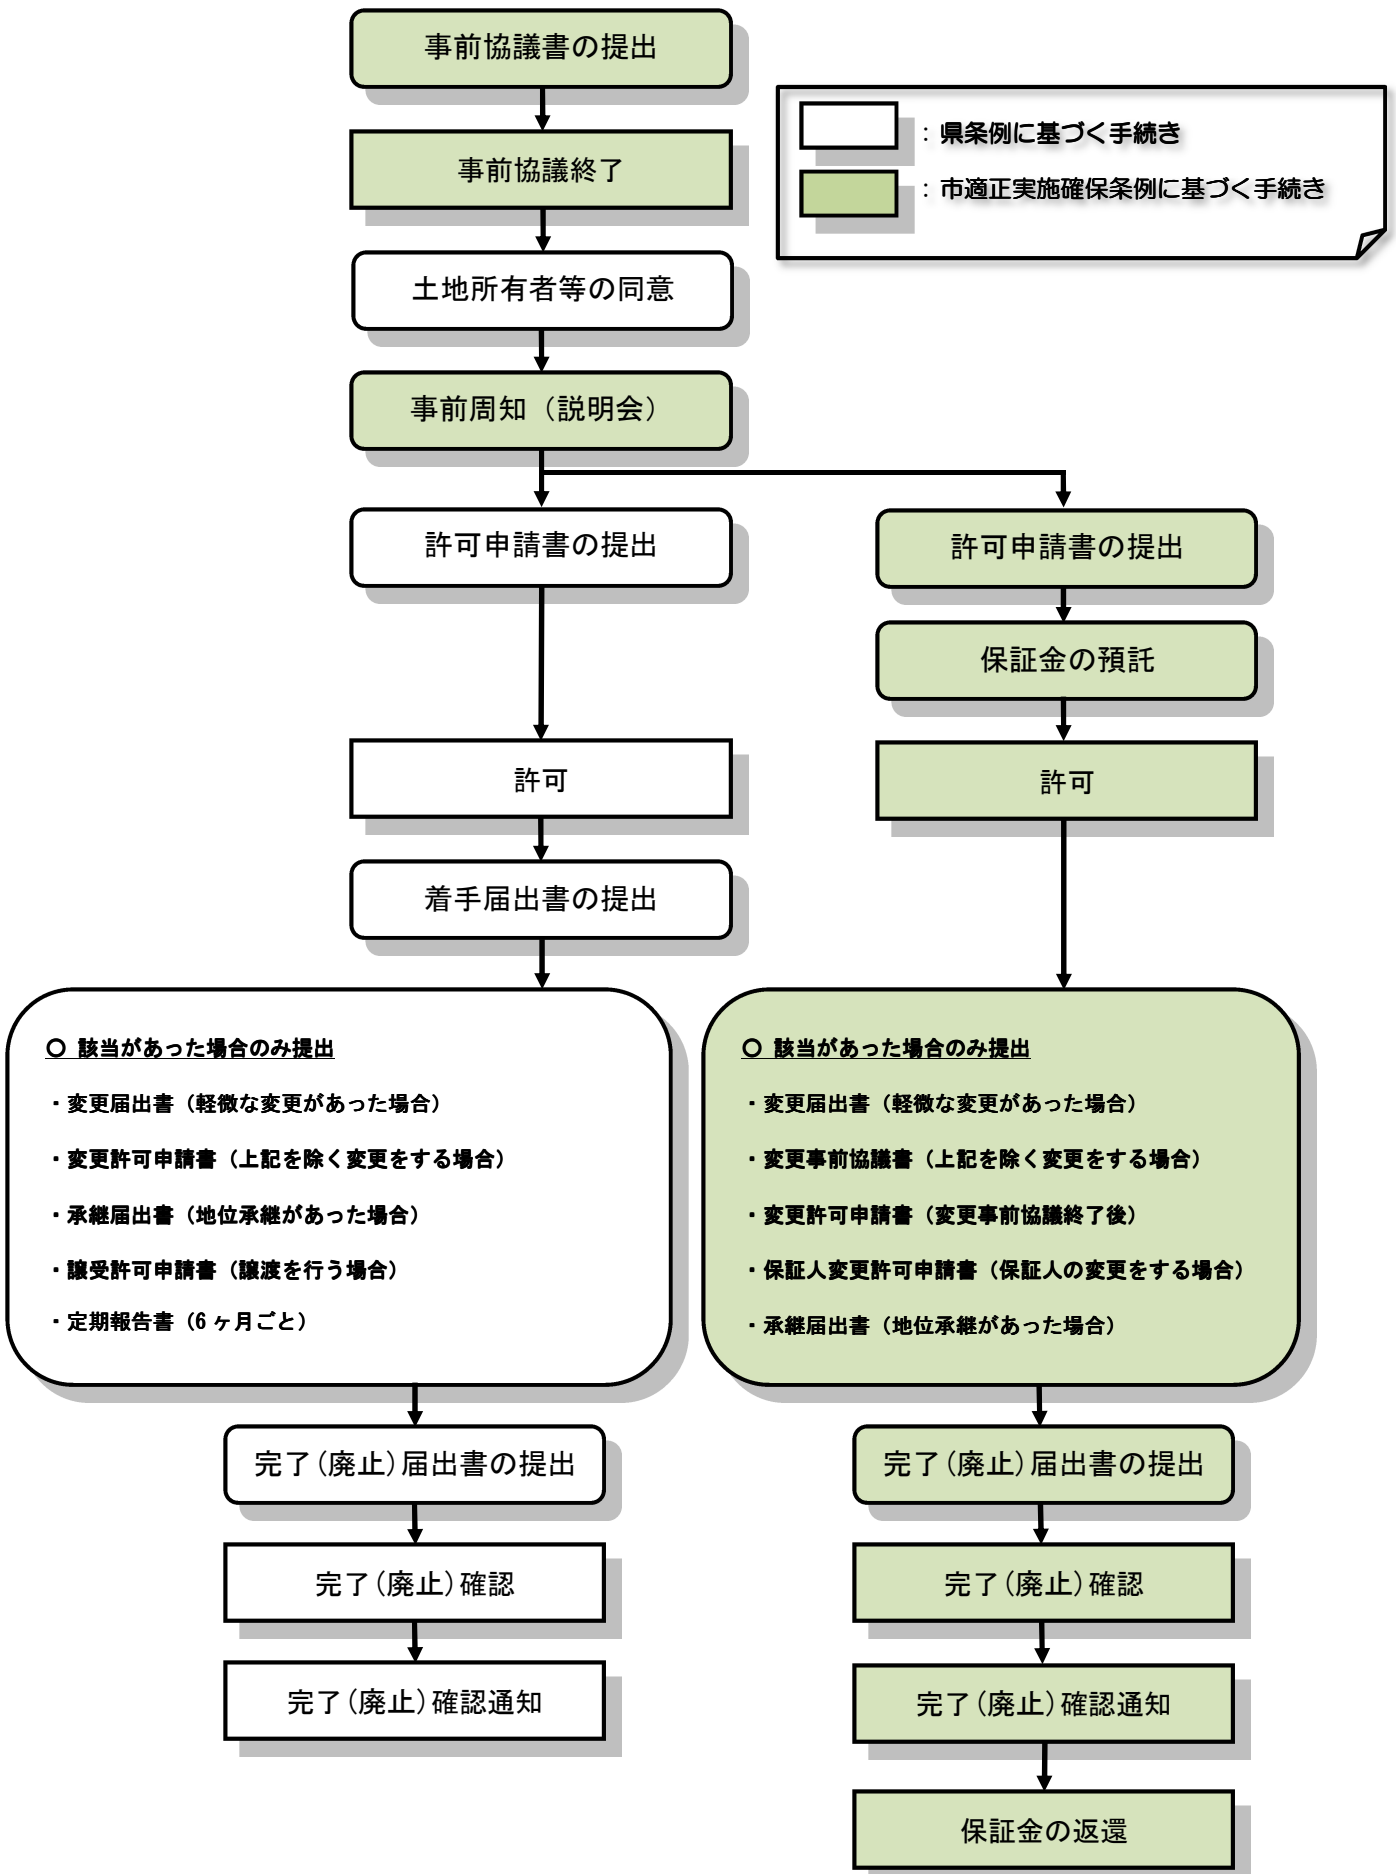 事前協議書の提出
：県条例に基づく手続き
事前協議終了
：市適正実施確保条例に基づく手続き
土地所有者等の同意
事前周知（説明会）
許可申請書の提出
許可
着手届出書の提出
〇 該当があった場合のみ提出
・変更届出書（軽微な変更があった場合）
・変更許可申請書（上記を除く変更をする場合）
・承継届出書（地位承継があった場合）
・譲受許可申請書（譲渡を行う場合）
・定期報告書（6ヶ月ごと）
完了(廃止)届出書の提出
完了(廃止)確認
完了(廃止)確認通知
許可申請書の提出
保証金の預託
許可
〇 該当があった場合のみ提出
・変更届出書（軽微な変更があった場合）
・変更事前協議書（上記を除く変更をする場合）
・変更許可申請書（変更事前協議終了後）
・保証人変更許可申請書（保証人の変更をする場合）
・承継届出書（地位承継があった場合）
完了(廃止)届出書の提出
完了(廃止)確認
完了(廃止)確認通知
保証金の返還